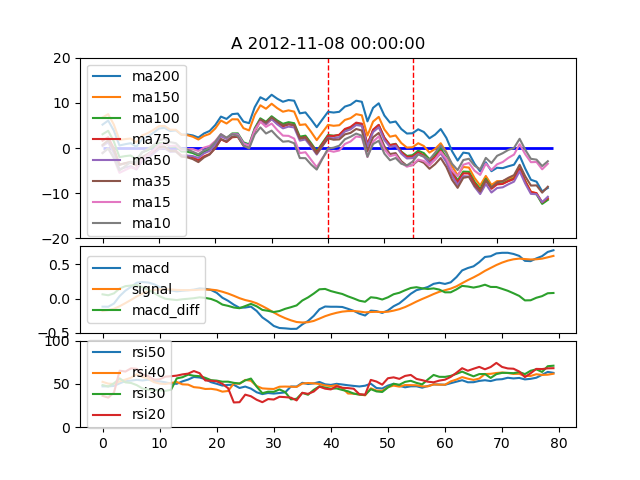 A 2012-11-08 00:00:00
20
10
0
−10
−20
ma200
ma150
ma100
ma75
ma50
ma35
ma15
ma10
0.5
0.0
−0.5
macd
signal
macd_diff
100
50
0
rsi50
rsi40
rsi30
rsi20
0 10 20 30 40 50 60 70 80